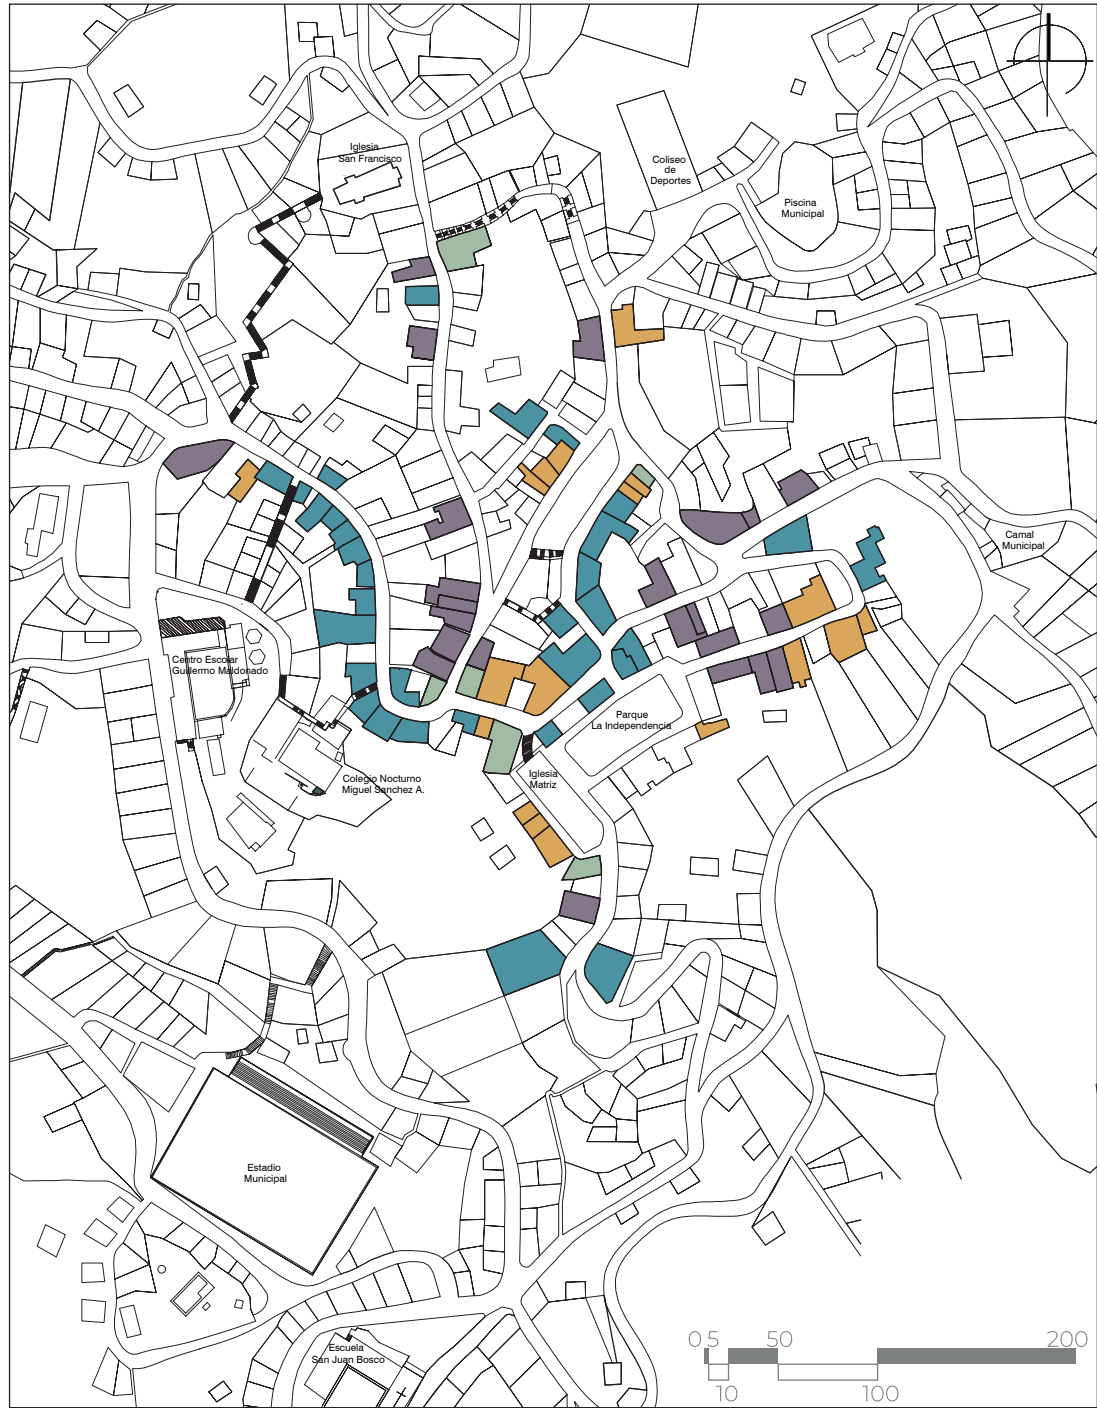 Iglesia
San Francisco
Coliseo
de
Deportes
Piscina
Municipal
Camal
Municipal
Centro Escolar
Guillermo Maldonado
Parque
La Independencia
Iglesia
Matriz
Colegio Nocturno
Miguel Sanchez A.
Estadio
Municipal
Escuela
San Juan Bosco
0 5 50 200
10 100